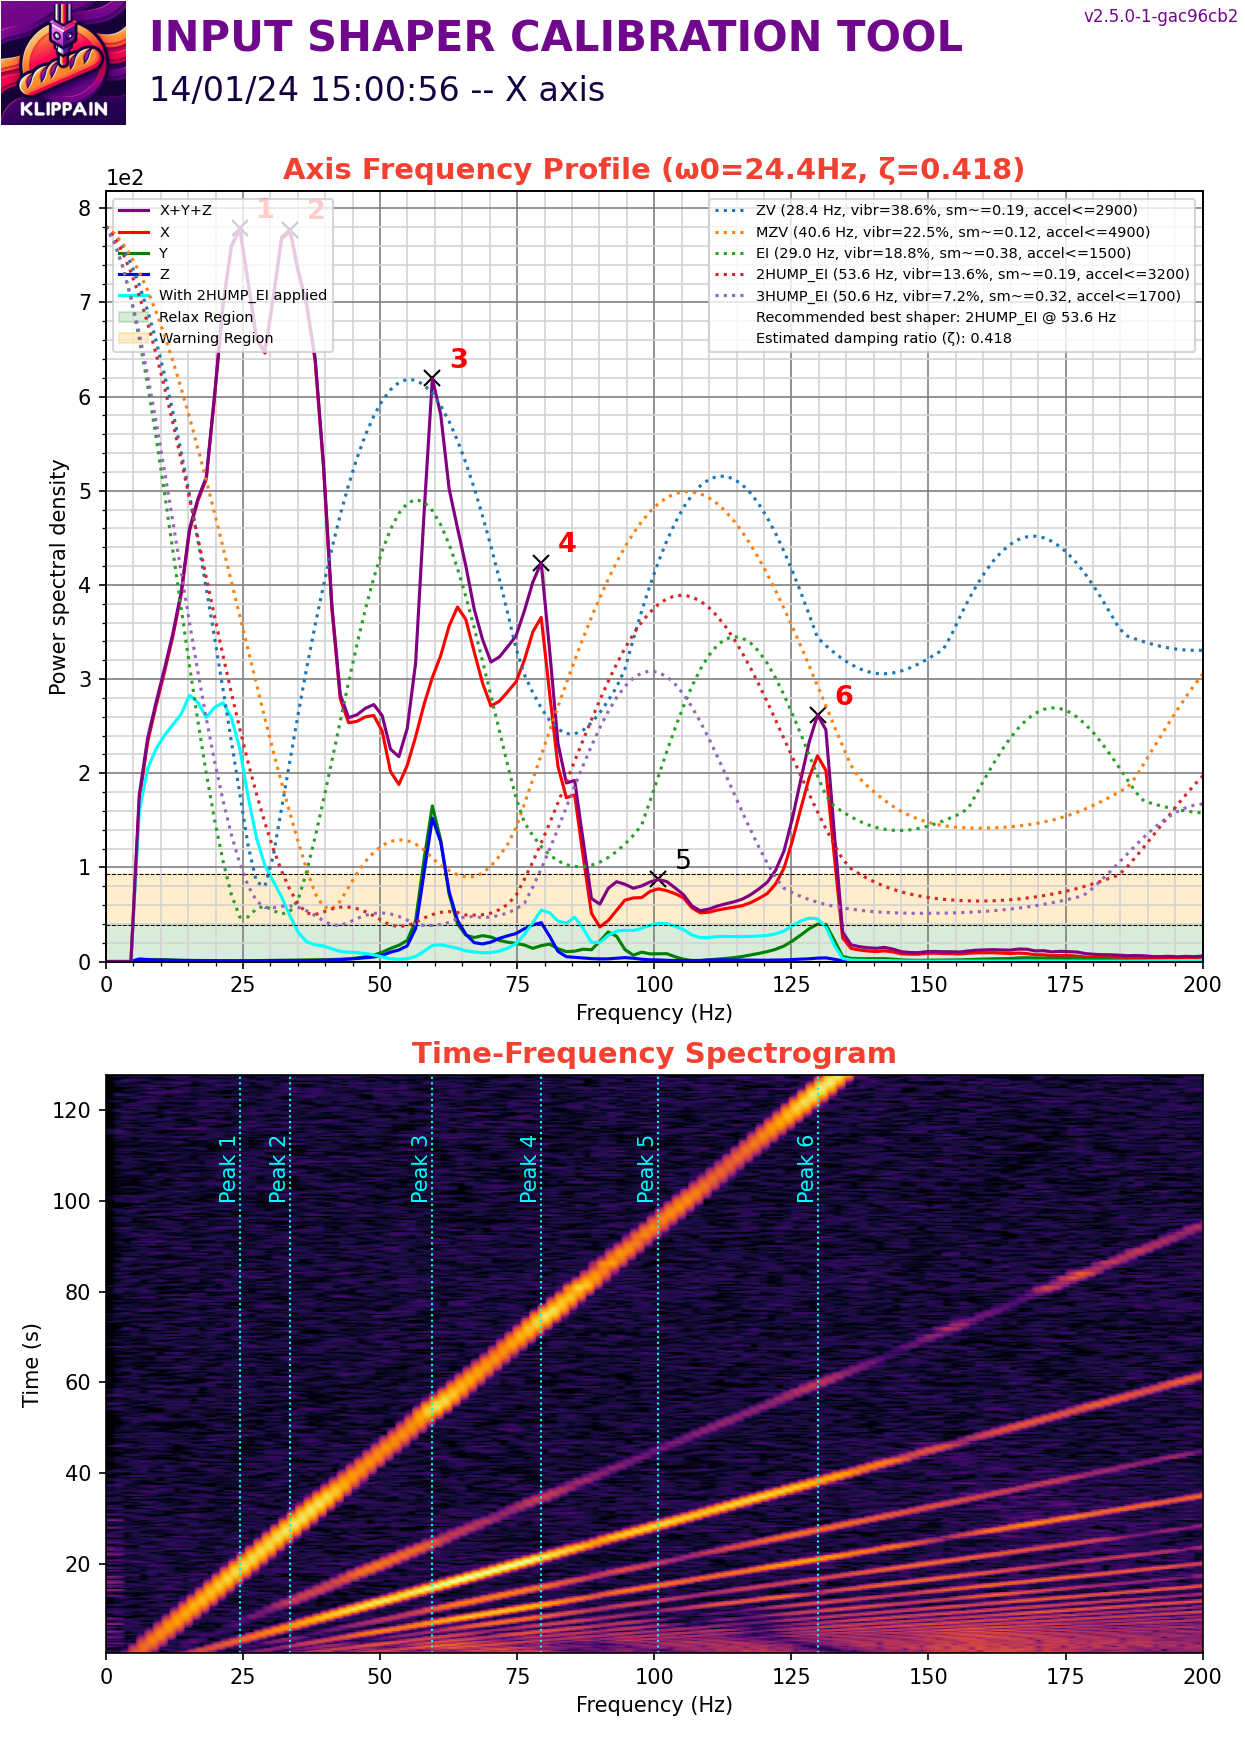 v2.5.0-1-gac96cb2
INPUT SHAPER CALIBRATION TOOL
14/01/24 15:00:56 -- X axis
KLIPPAIN
Axis Frequency Profile (ω0=24.4Hz, ζ=0.418)
1e2
X+Y+Z
X
Y
Z
With 2HUMP_EI applied
Relax Region
Warning Region
ZV (28.4 Hz, vibr=38.6%, sm~=0.19, accel<=2900)
MZV (40.6 Hz, vibr=22.5%, sm~=0.12, accel<=4900)
EI (29.0 Hz, vibr=18.8%, sm~=0.38, accel<=1500)
2HUMP_EI (53.6 Hz, vibr=13.6%, sm~=0.19, accel<=3200)
3HUMP_EI (50.6 Hz, vibr=7.2%, sm~=0.32, accel<=1700)
Recommended best shaper: 2HUMP_EI @ 53.6 Hz
Estimated damping ratio (ζ): 0.418
1
2
3
4
5
6
8
7
6
5
4
3
2
1
0
Power spectral density
0 25 50 75 100 125 150 175 200
Frequency (Hz)
Time-Frequency Spectrogram
Peak 1
Peak 2
Peak 3
Peak 4
Peak 5
Peak 6
120
100
80
60
40
20
Time (s)
0 25 50 75 100 125 150 175 200
Frequency (Hz)